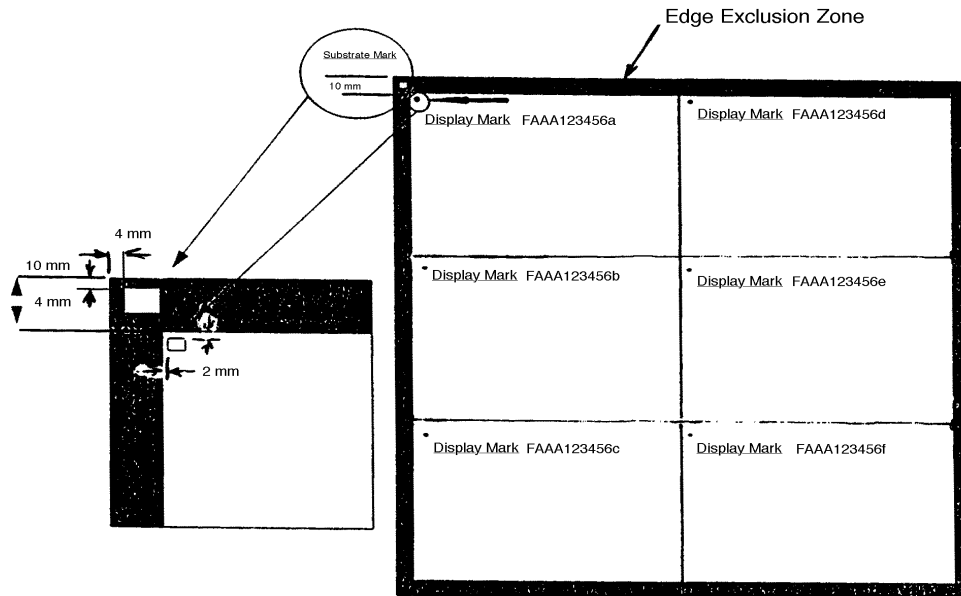 Edge Exclusion Zone
Substrate Mark
10 mm
Display Mark FAAA123456a
Display Mark FAAA123456d
4 mm
10 mm
4 mm
Display Mark FAAA123456b
Display Mark FAAA123456e
2 mm
Display Mark FAAA123456c
Display Mark FAAA123456f